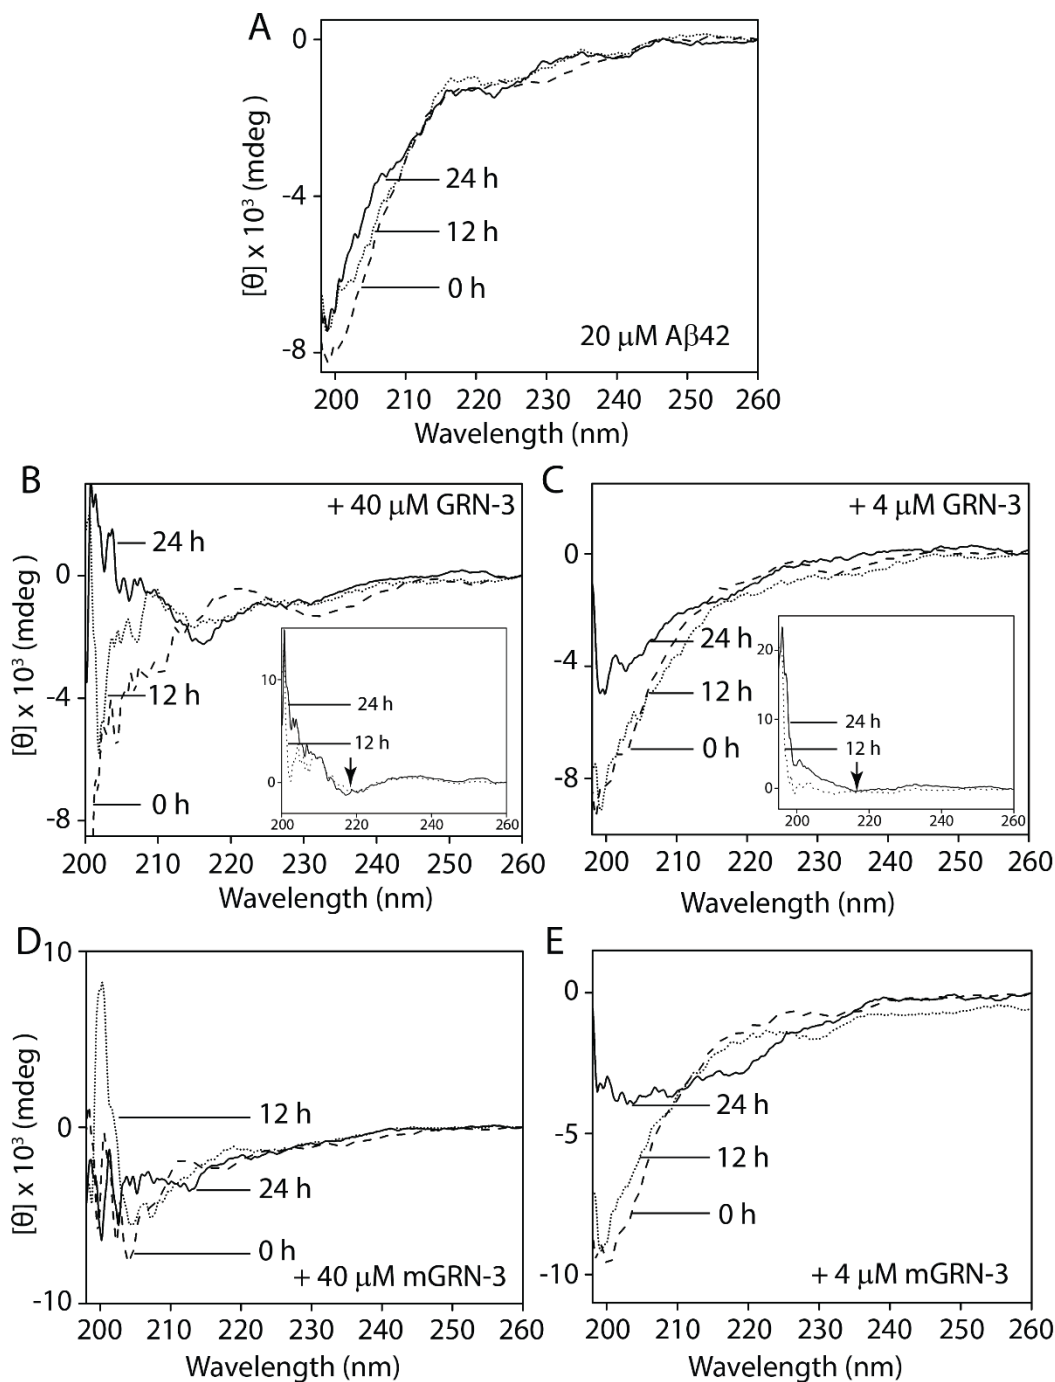 A
[θ] x 10³ (mdeg )
0
-4
-8
24 h
12 h
0 h
20 μM Aβ42
200 210 220 230 240 250 260
Wavelength (nm)
B
[θ] x 10³ (mdeg )
0
-4
-8
+ 40 μM GRN-3
24 h
12 h
0 h
10
0
24 h
12 h
200 220 240 260
200 210 220 230 240 250 260
Wavelength (nm)
C
0
-4
-8
+ 4 μM GRN-3
24 h
12 h
0 h
20
10
0
24 h
12 h
200 220 240 260
200 210 220 230 240 250 260
Wavelength (nm)
D
[θ] x 10³ (mdeg )
10
0
-10
12 h
24 h
0 h
+ 40 μM mGRN-3
200 210 220 230 240 250 260
Wavelength (nm)
E
0
-5
-10
24 h
12 h
0 h
+ 4 μM mGRN-3
200 210 220 230 240 250 260
Wavelength (nm)